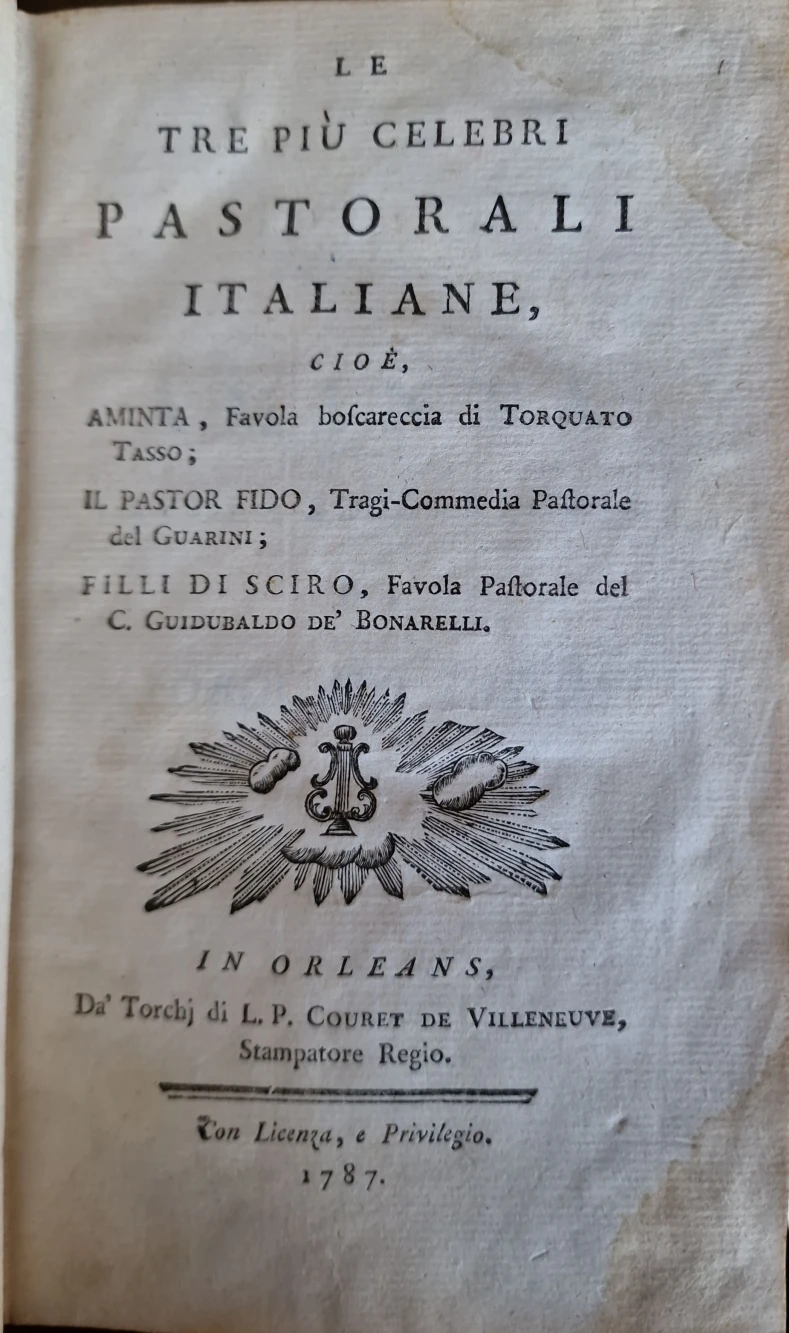 LE
TRE PIÙ CELEBRI
PASTORALI
ITALIANE,
CIOÈ,
AMINTA, Favola boſcareccia di TORQUATO
TASSO;
IL PASTOR FIDO, Tragi-Commedia Paſtorale
del GUARINI;
FILLI DI SCIRO, Favola Paſtorale del
C. GUIDUBALDO DE' BONARELLI.
IN ORLEANS,
Da' Torchj di L. P. COURET DE VILLENEUVE,
Stampatore Regio.
Con Licenza, e Privilegio.
1787.